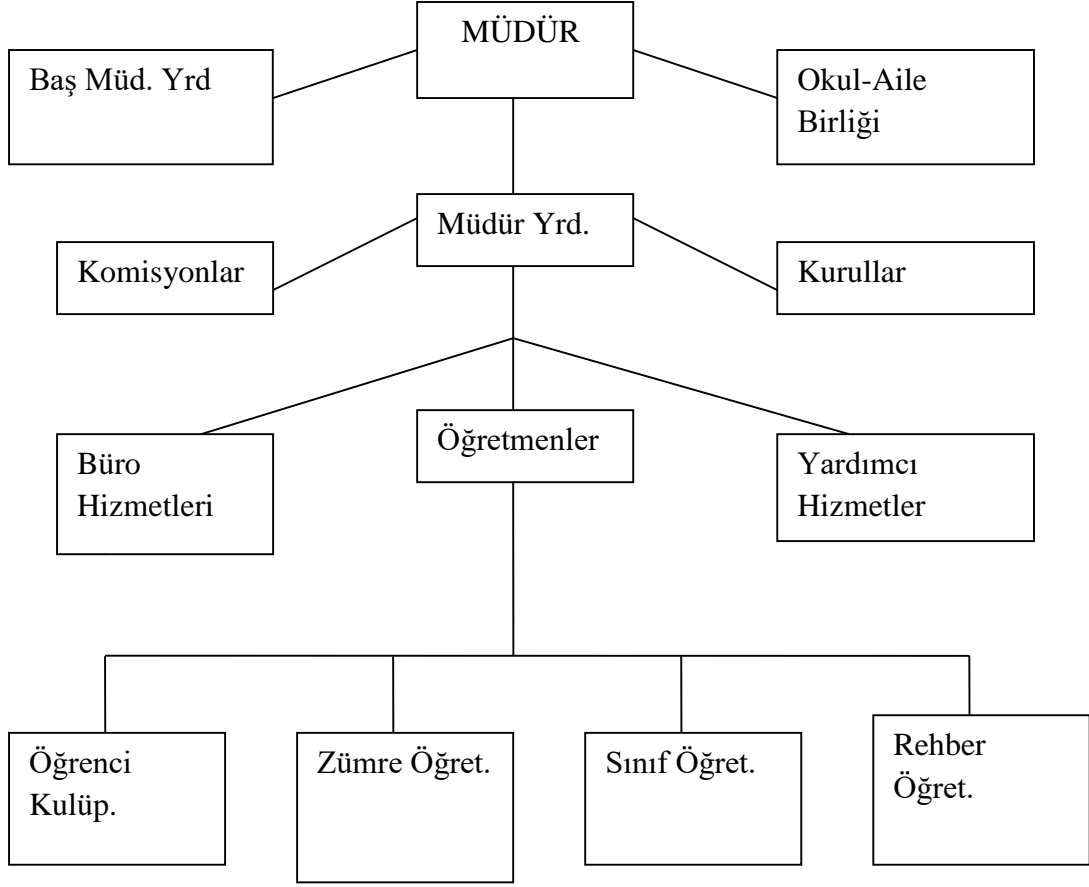 MÜDÜR
Baş Müd. Yrd
Okul-Aile
Birliği
Müdür Yrd.
Komisyonlar
Kurullar
Büro
Hizmetleri
Öğretmenler
Yardımcı
Hizmetler
Öğrenci
Kulüp.
Zümre Öğret.
Sınıf Öğret.
Rehber
Öğret.